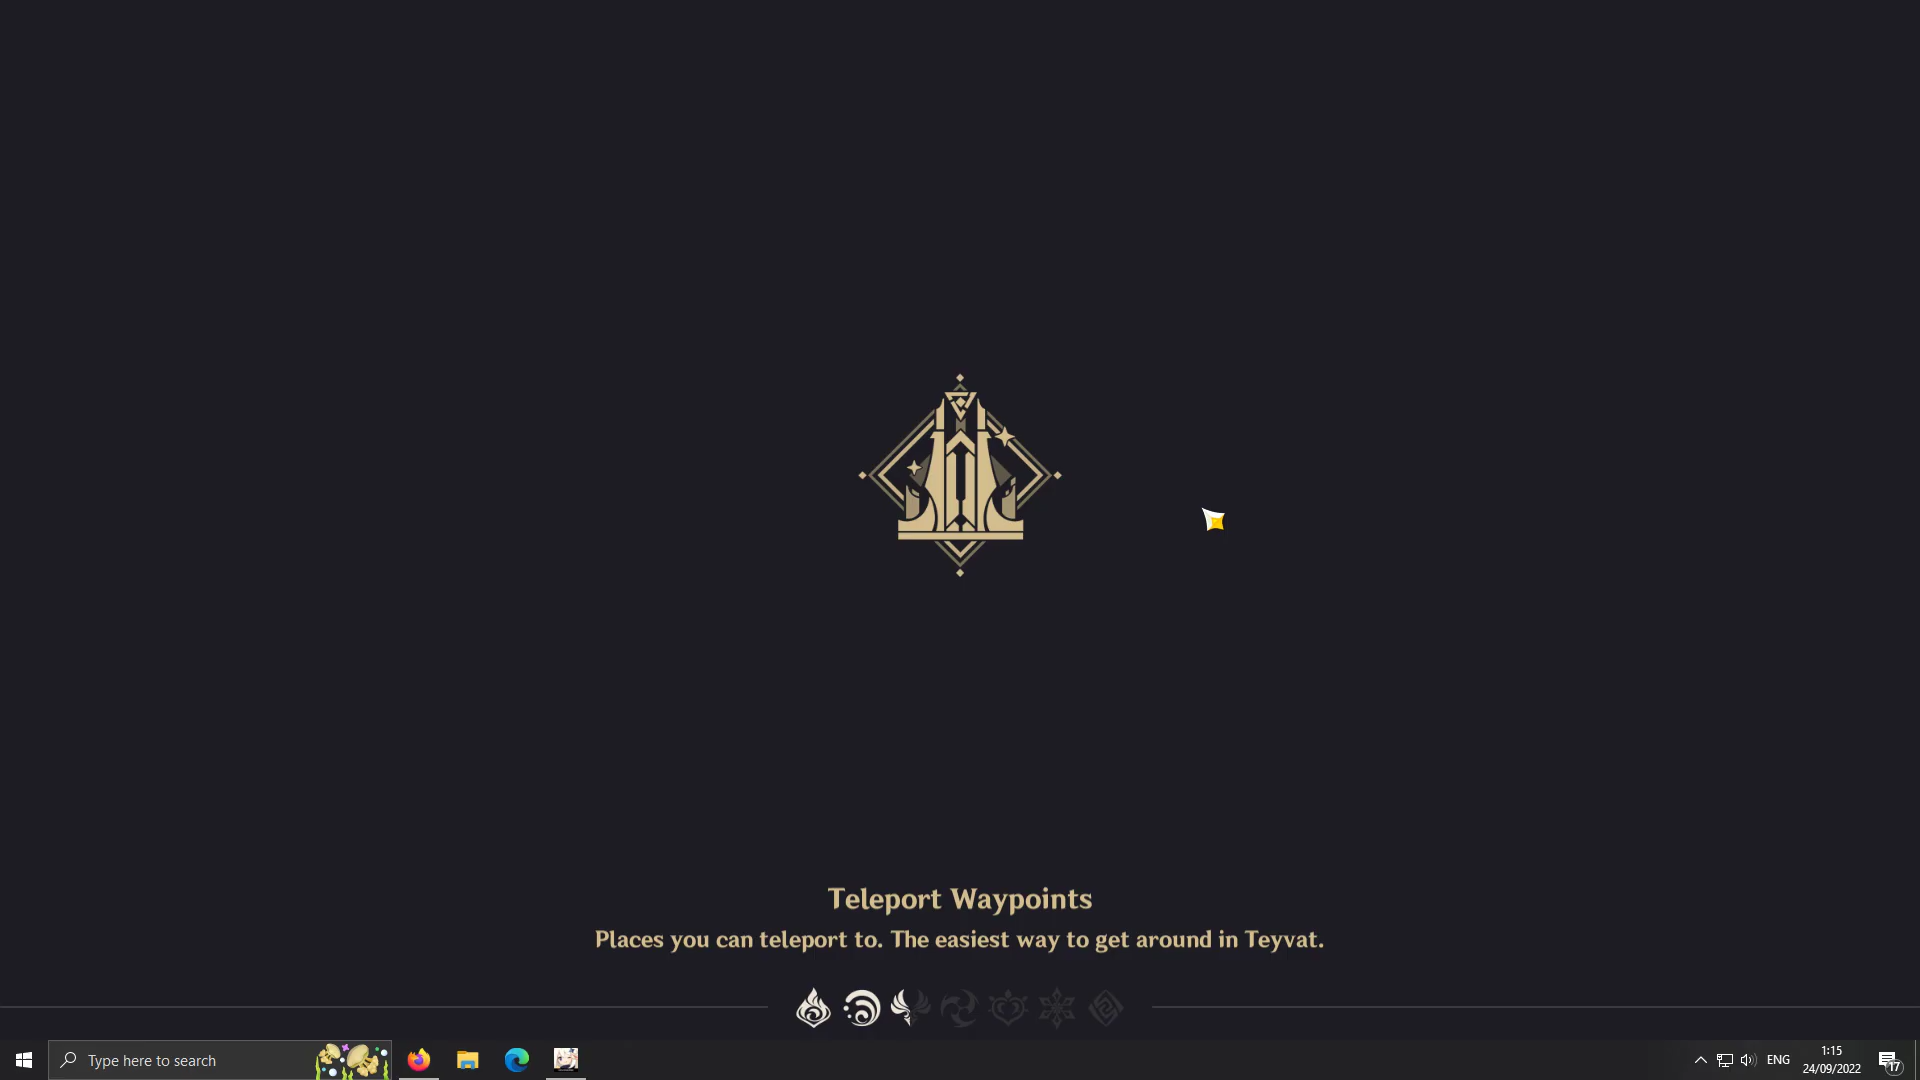 Teleport Waypoints
Places you can teleport to. The easiest way to get around in Teyvat.
Type here to search
ENG
1:15
24/09/2022
17